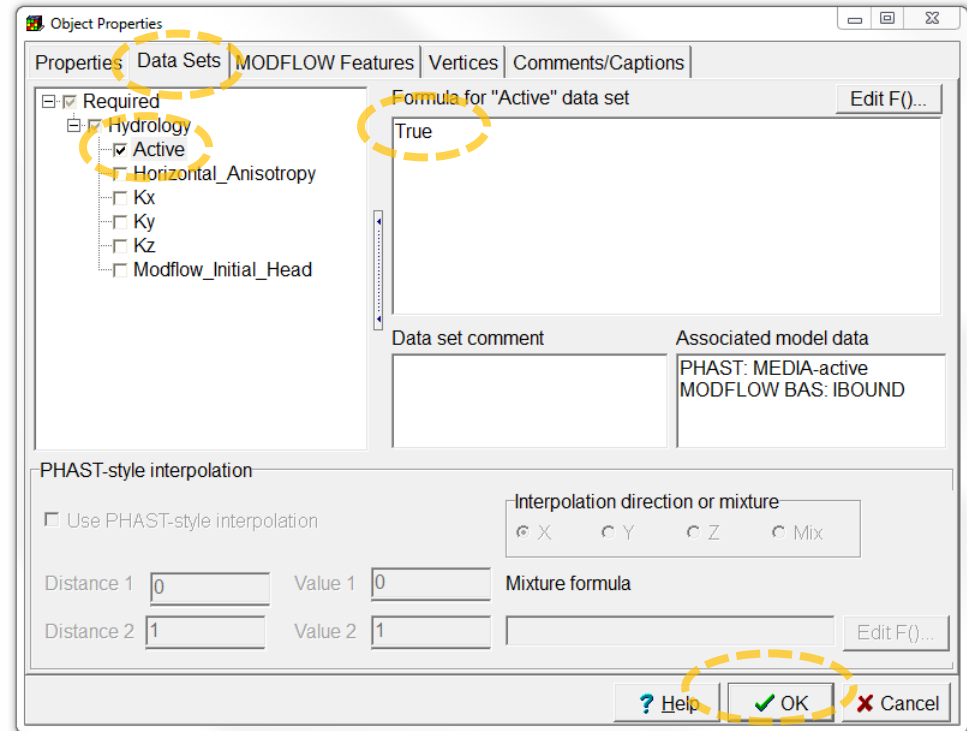 Object Properties
Properties Data Sets MODFLOW Features Vertices Comments/Captions
Required
Hydrology
Active
Horizontal_Anisotropy
Kx
Ky
Kz
Modflow_Initial_Head
Formula for "Active" data set
Edit F()...
True
Data set comment
Associated model data
PHAST: MEDIA-active
MODFLOW BAS: IBOUND
PHAST-style interpolation
Use PHAST-style interpolation
Interpolation direction or mixture
X Y Z Mix
Distance 1 0 Value 1 0 Mixture formula
Distance 2 1 Value 2 1 Edit F()...
? Help OK Cancel